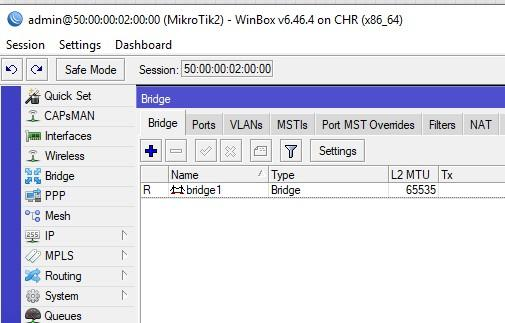 admin@50:00:00:02:00:00 (MikroTik2) - WinBox v6.46.4 on CHR (x86_64)
Session Settings Dashboard
Safe Mode Session: 50:00:00:02:00:00
Quick Set
CAPsMAN
Interfaces
Wireless
Bridge
PPP
Mesh
255 IP
MPLS
Routing
System
Queues
Bridge
Bridge Ports VLANs MSTIs Port MST Overrides Filters NAT
Settings
Name / Type L2 MTU Tx
R bridge1 Bridge 65535